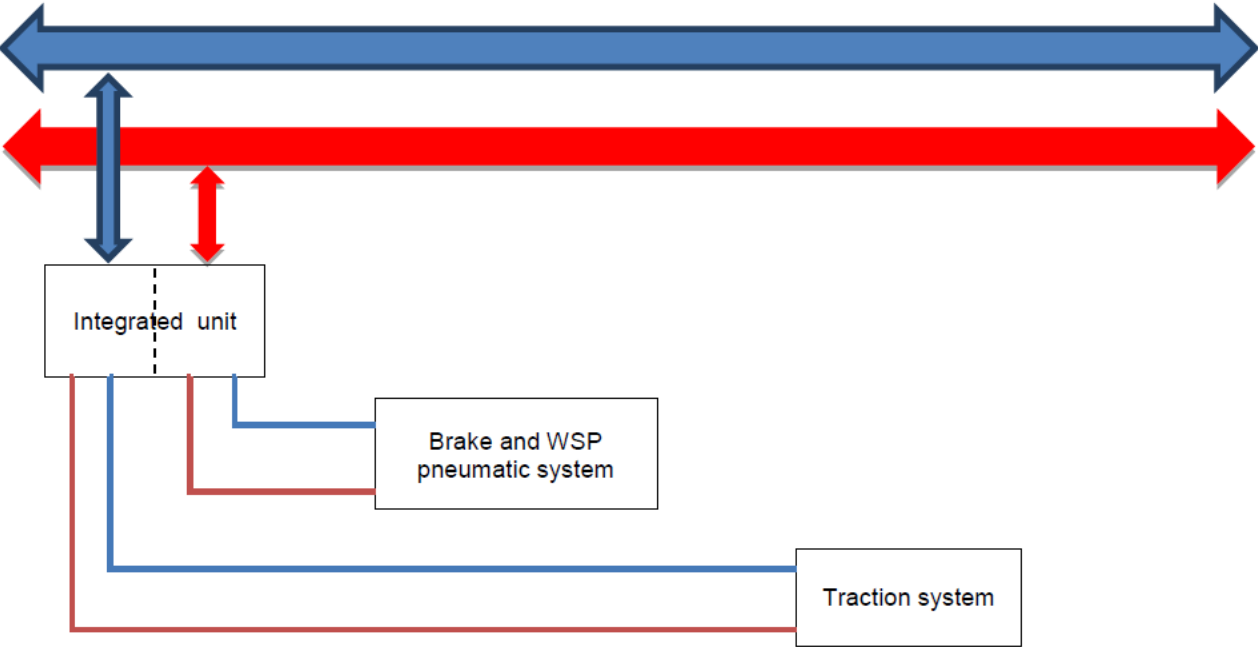 Integrated unit
Brake and WSP
pneumatic system
Traction system